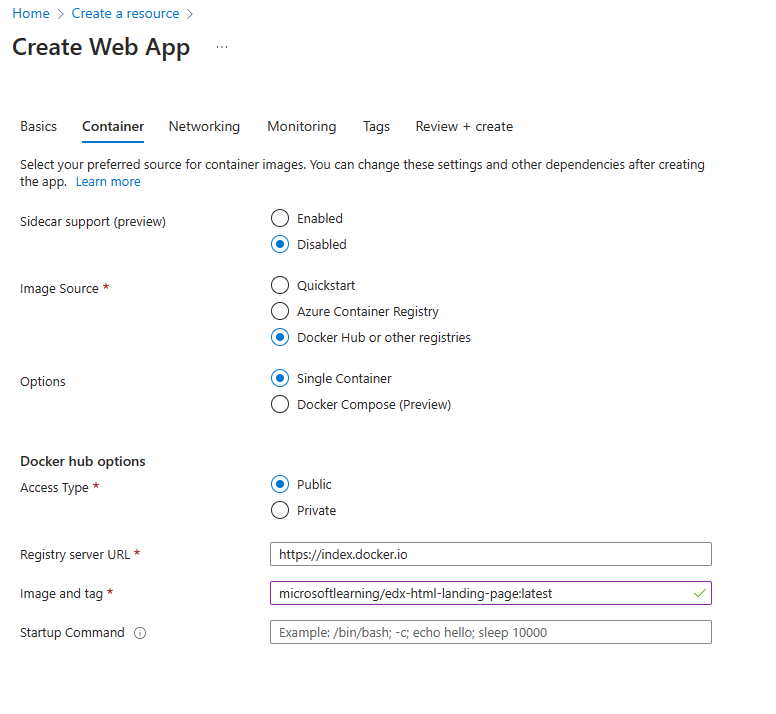 Home > Create a resource >
Create Web App ...
Basics Container Networking Monitoring Tags Review + create
Select your preferred source for container images. You can change these settings and other dependencies after creating
the app. Learn more
Sidecar support (preview)
Enabled
Disabled
Image Source *
Quickstart
Azure Container Registry
Docker Hub or other registries
Options
Single Container
Docker Compose (Preview)
Docker hub options
Access Type *
Public
Private
Registry server URL *
https://index.docker.io
Image and tag *
microsoftlearning/edx-html-landing-page:latest
Startup Command
Example: /bin/bash; -c; echo hello; sleep 10000